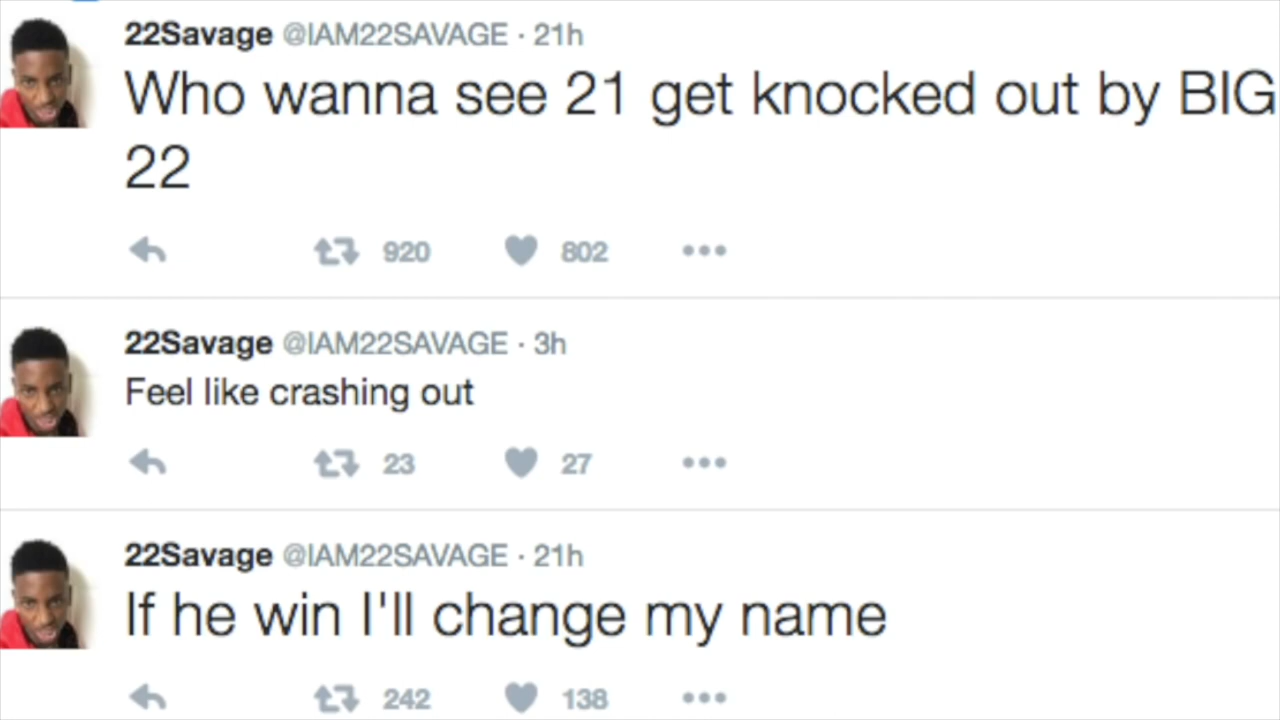 22Savage @IAM22SAVAGE · 21h
Who wanna see 21 get knocked out by BIG
22
920 802
22Savage @IAM22SAVAGE · 3h
Feel like crashing out
23 27
22Savage @IAM22SAVAGE · 21h
If he win I'll change my name
242 138